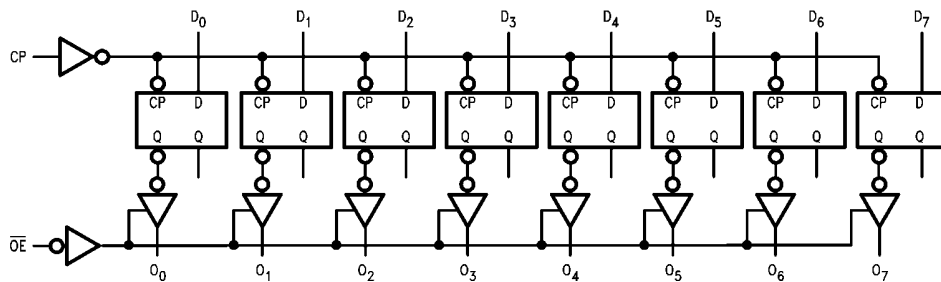 D0 D1 D2 D3 D4 D5 D6 D7
CP
CP D CP D CP D CP D CP D CP D CP D CP D
Q Q Q Q Q Q Q Q Q Q Q Q Q Q Q Q
O̅E̅
O0 O1 O2 O3 O4 O5 O6 O7